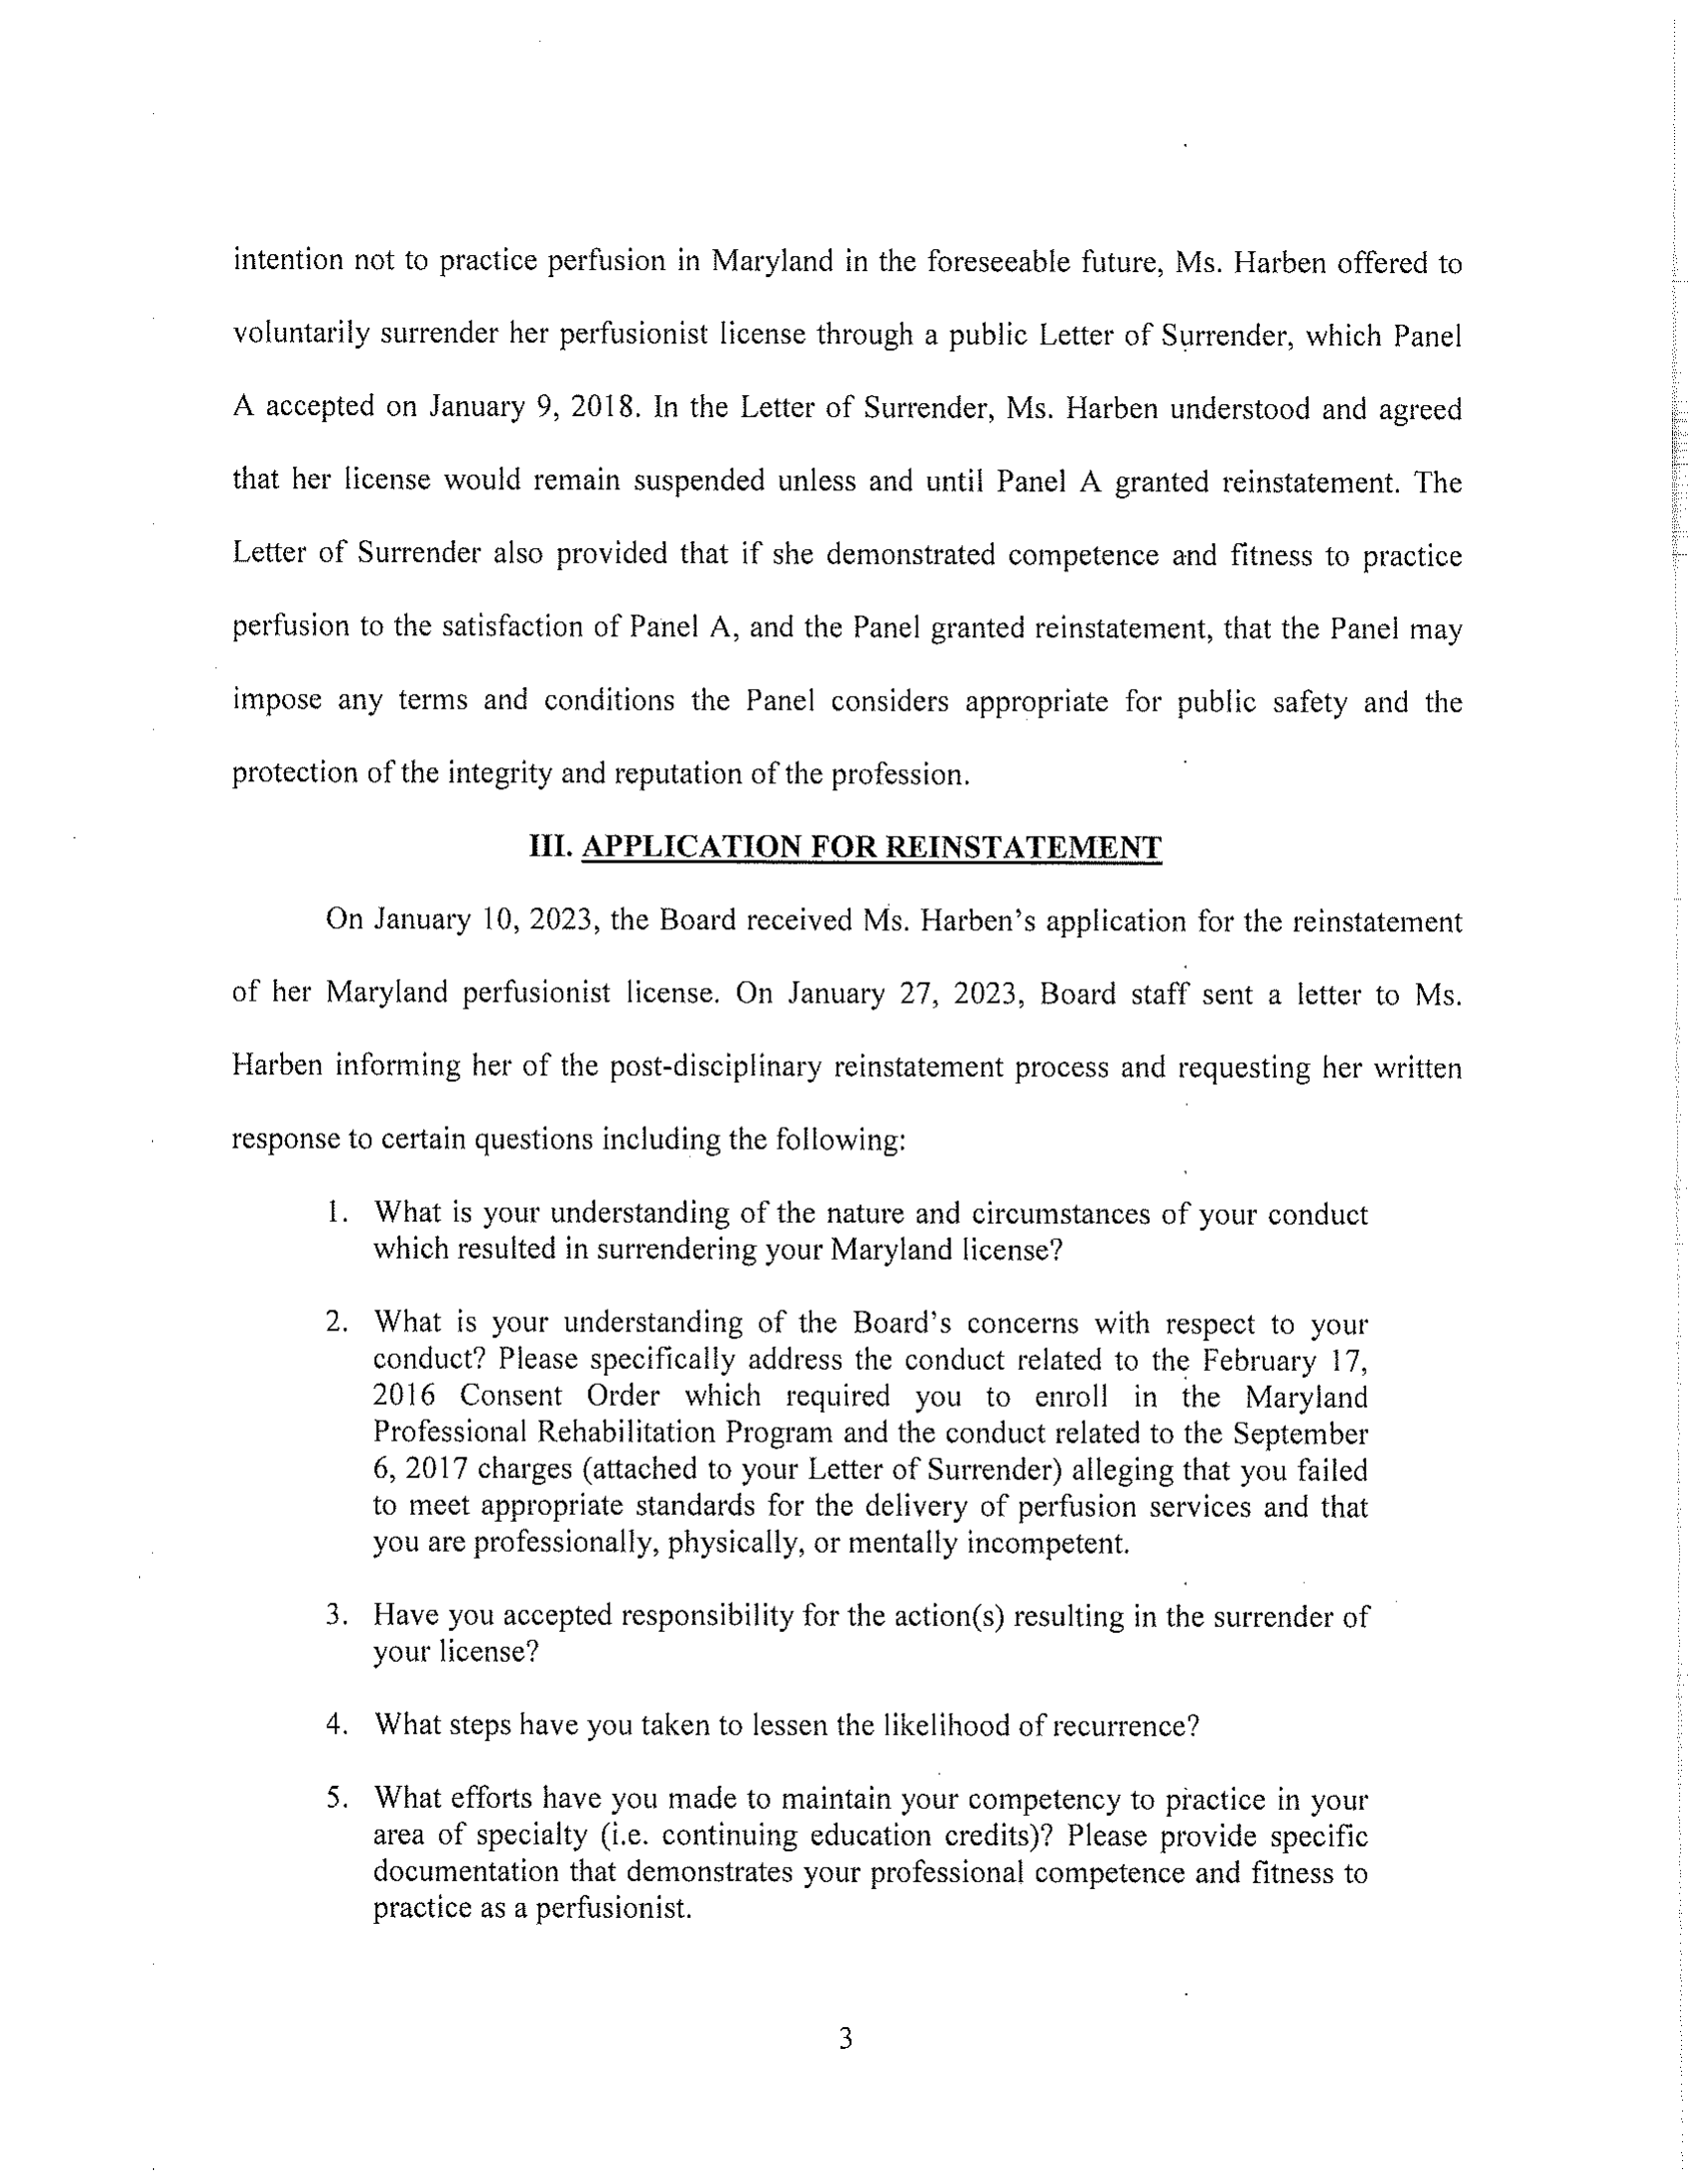 intention not to practice perfusion in Maryland in the foreseeable future, Ms. Harben offered to
voluntarily surrender her perfusionist license through a public Letter of Surrender, which Panel
A accepted on January 9, 2018. In the Letter of Surrender, Ms. Harben understood and agreed
that her license would remain suspended unless and until Panel A granted reinstatement. The
Letter of Surrender also provided that if she demonstrated competence and fitness to practice
perfusion to the satisfaction of Panel A, and the Panel granted reinstatement, that the Panel may
impose any terms and conditions the Panel considers appropriate for public safety and the
protection of the integrity and reputation of the profession.
III. APPLICATION FOR REINSTATEMENT
On January 10, 2023, the Board received Ms. Harben's application for the reinstatement
of her Maryland perfusionist license. On January 27, 2023, Board staff sent a letter to Ms.
Harben informing her of the post-disciplinary reinstatement process and requesting her written
response to certain questions including the following:
1. What is your understanding of the nature and circumstances of your conduct
which resulted in surrendering your Maryland license?
2. What is your understanding of the Board's concerns with respect to your
conduct? Please specifically address the conduct related to the February 17,
2016 Consent Order which required you to enroll in the Maryland
Professional Rehabilitation Program and the conduct related to the September
6, 2017 charges (attached to your Letter of Surrender) alleging that you failed
to meet appropriate standards for the delivery of perfusion services and that
you are professionally, physically, or mentally incompetent.
3. Have you accepted responsibility for the action(s) resulting in the surrender of
your license?
4. What steps have you taken to lessen the likelihood of recurrence?
5. What efforts have you made to maintain your competency to practice in your
area of specialty (i.e. continuing education credits)? Please provide specific
documentation that demonstrates your professional competence and fitness to
practice as a perfusionist.
3